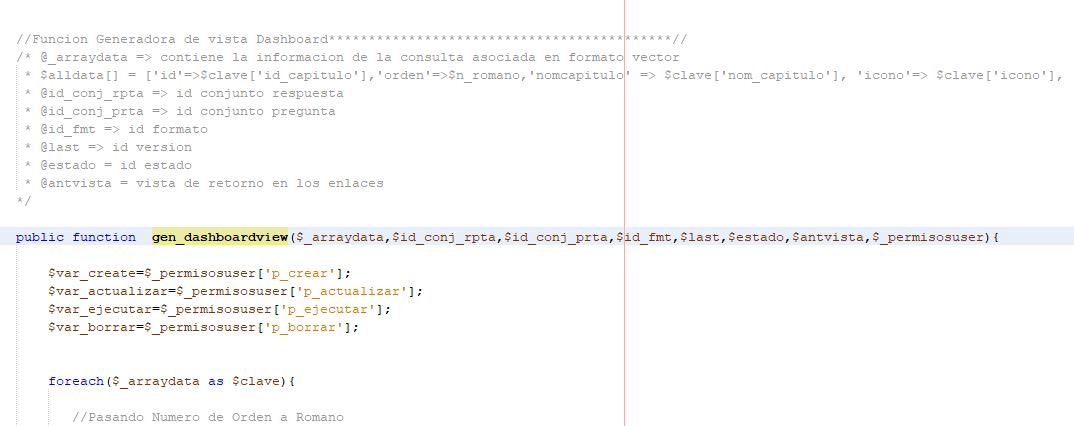 //Funcion Generadora de vista Dashboard*******************************************//
/* @_arraydata => contiene la informacion de la consulta asociada en formato vector
* $alldata[] = ['id'=>$clave['id_capitulo'],'orden'=>$n_romano,'nomcapitulo' => $clave['nom_capitulo'], 'icono'=> $clave['icono'],
* @id_conj_rpta => id conjunto respuesta
* @id_conj_prta => id conjunto pregunta
* @id_fmt => id formato
* @last => id version
* @estado = id estado
* @antvista = vista de retorno en los enlaces
*/
public function  gen_dashboardview($_arraydata,$id_conj_rpta,$id_conj_prta,$id_fmt,$last,$estado,$antvista,$_permisosuser){
$var_create=$_permisosuser['p_crear'];
$var_actualizar=$_permisosuser['p_actualizar'];
$var_ejecutar=$_permisosuser['p_ejecutar'];
$var_borrar=$_permisosuser['p_borrar'];
foreach($_arraydata as $clave){
//Pasando Numero de Orden a Romano